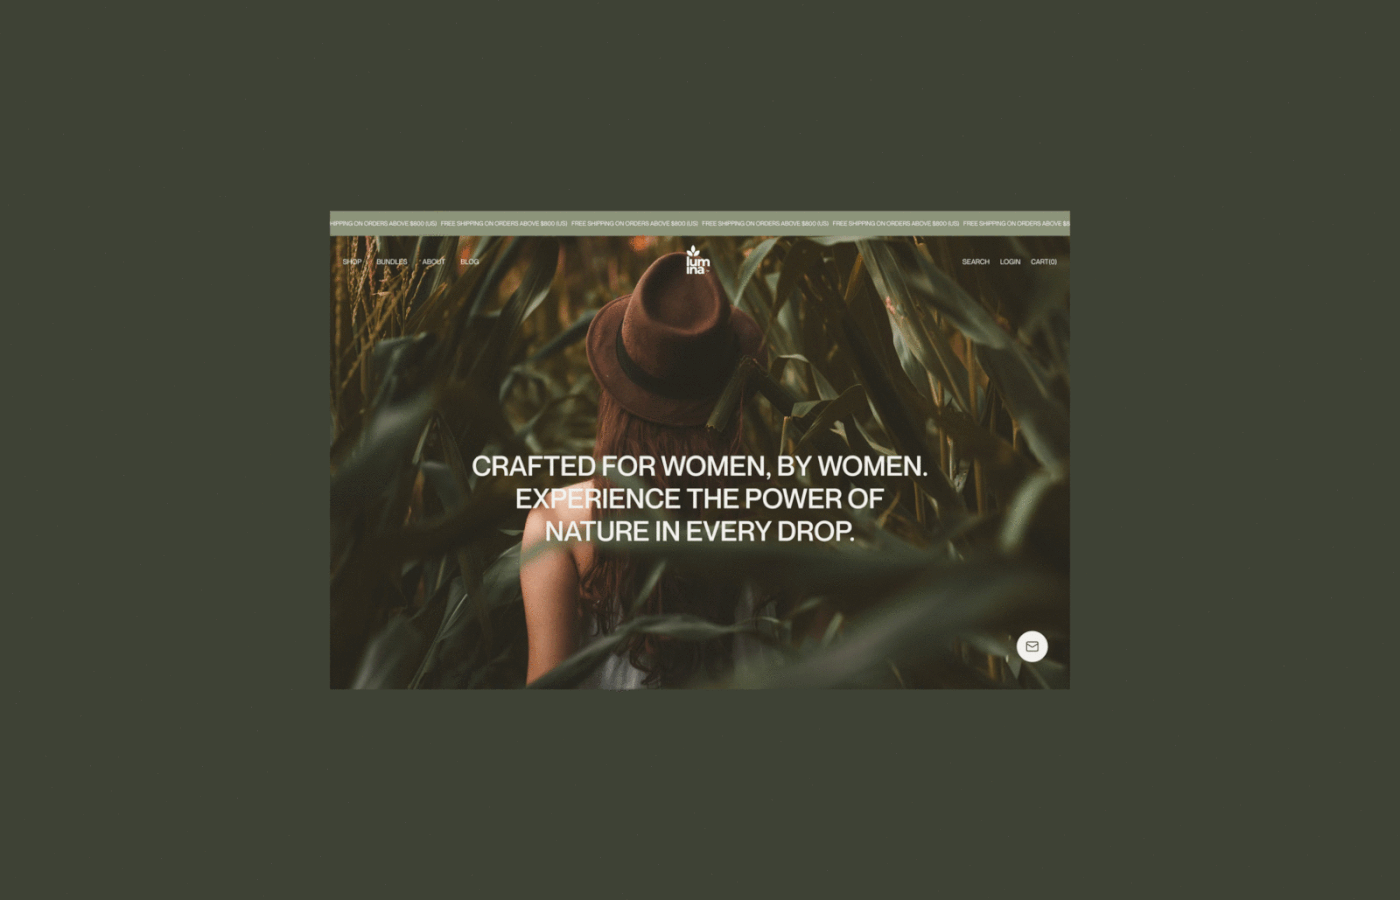 HIPPING ON ORDERS ABOVE $800 (US) FREE SHIPPING ON ORDERS ABOVE $800 (US) FREE SHIPPING ON ORDERS ABOVE $800 (US) FREE SHIPPING ON ORDERS ABOVE $800 (US) FREE SHIPPING ON ORDERS ABOVE $800 (US) FREE SHIPPING ON ORDERS ABOVE $8
SHOP BUNDLES ABOUT BLOG
lum
ina
SEARCH LOGIN CART(0)
CRAFTED FOR WOMEN, BY WOMEN.
EXPERIENCE THE POWER OF
NATURE IN EVERY DROP.